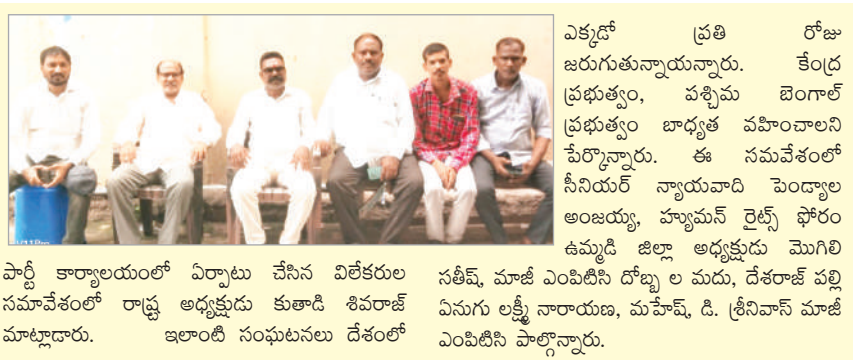 పార్టీ కార్యాలయంలో ఏర్పాటు చేసిన విలేకరుల
సమావేశంలో రాష్ట్ర అధ్యక్షుడు కుతాడి శివరాజ్
మాట్లాడారు. ఇలాంటి సంఘటనలు దేశంలో
ఎక్కడో ప్రతి రోజు
జరుగుతున్నాయన్నారు. కేంద్ర
ప్రభుత్వం, పశ్చిమ బెంగాల్
ప్రభుత్వం బాధ్యత వహించాలని
పేర్కొన్నారు. ఈ సమవేశంలో
సీనియర్ న్యాయవాది పెండ్యాల
అంజయ్య, హ్యుమన్ రైట్స్ ఫోరం
ఉమ్మడి జిల్లా అధ్యక్షుడు మొగిలి
సతీష్, మాజీ ఎంపిటిసి దోబ్బ ల మదు, దేశరాజ్ పల్లి
ఏనుగు లక్ష్మీ నారాయణ, మహేష్, డి. శ్రీనివాస్ మాజీ
ఎంపిటిసి పాల్గొన్నారు.